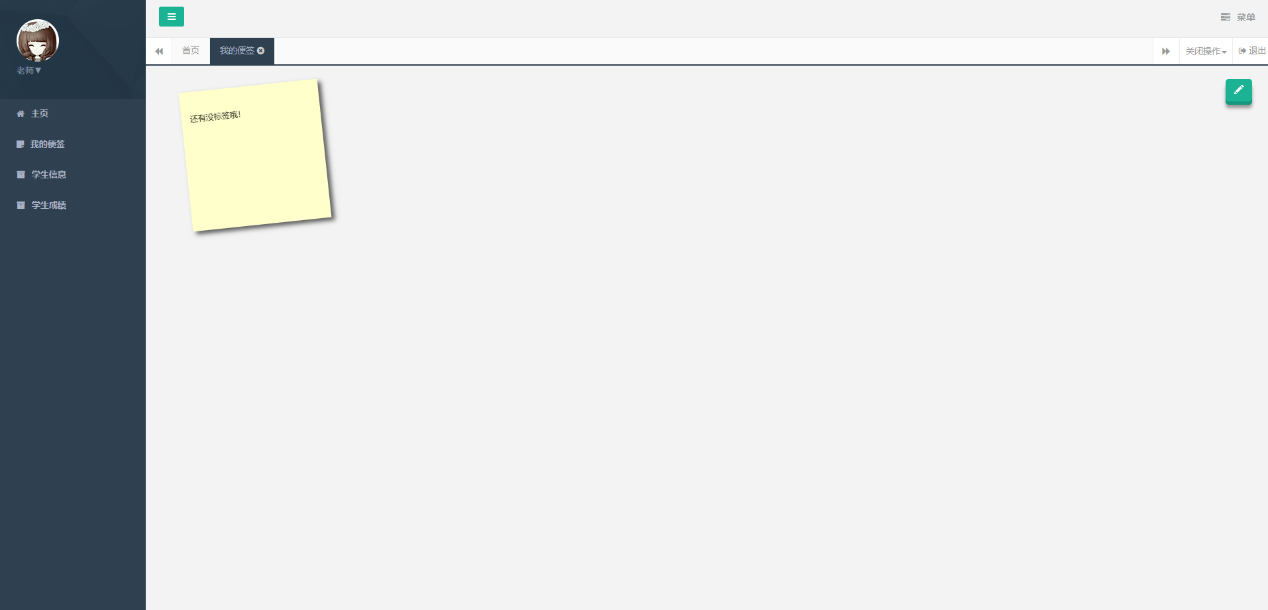 菜单
首页
我的便签
关闭操作
退出
老师
主页
我的便签
学生信息
学生成绩
还有没标签哦!